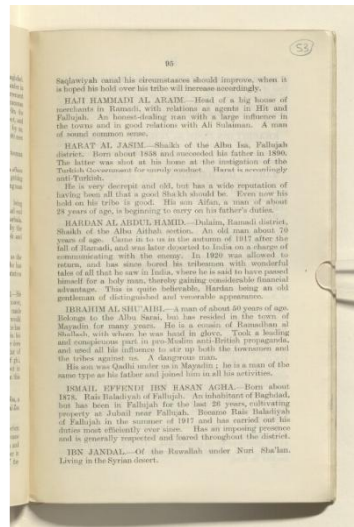 53
95
Saqlawiyah canal his circumstances should improve, when it
is hoped his hold over his tribe will increase accordingly.
HAJI HAMMADI AL ARAIM.—Head of a big house of
merchants in Ramadi, with relations as agents in Hit and
Fallujah. An honest-dealing man with a large influence in
the towns and in good relations with Ali Sulaiman. A man
of sound common sense.
HARAT AL JASIM.—Shaikh of the Albu Isa, Fallujah
district. Born about 1858 and succeeded his father in 1890.
The latter was shot at his house at the instigation of the
Turkish Government for unruly conduct. Harat is accordingly
anti-Turkish.
He is very decrepit and old, but has a wide reputation of
having been all that a good Shaikh should be. Even now his
hold on his tribe is good. His son Aifan, a man of about
28 years of age, is beginning to carry on his father's duties.
HARDAN AL ABDUL HAMID.—Dulaim, Ramadi district,
Shaikh of the Albu Aithah section. An old man about 70
years of age. Came in to us in the autumn of 1917 after the
fall of Ramadi, and was later deported to India on a charge of
communicating with the enemy. In 1920 was allowed to
return, and has since bored his tribesmen with wonderful
tales of all that he saw in India, where he is said to have passed
himself for a holy man, thereby gaining considerable financial
advantage. This is quite believable, Hardan being an old
gentleman of distinguished and venerable appearance.
IBRAHIM AL SHU'AIBI.—A man of about 50 years of age.
Belongs to the Albu Sarai, but has resided in the town of
Mayadin for many years. He is a cousin of Ramadhan al
Shallash, with whom he was hand in glove. Took a leading
and conspicuous part in pro-Muslim anti-British propaganda,
and used all his influence to stir up both the townsmen and
the tribes against us. A dangerous man.
His son was Qadhi under us in Mayadin; he is a man of the
same type as his father and joined him in all his activities.
ISMAIL EFFENDI IBN HASAN AGHA.—Born about
1878. Rais Baladiyah of Fallujah. An inhabitant of Baghdad,
but has been in Fallujah for the last 26 years, cultivating
property at Jubail near Fallujah. Became Rais Baladiyah
of Fallujah in the summer of 1917 and has carried out his
duties most efficiently ever since. Has an imposing presence
and is generally respected and feared throughout the district.
IBN JANDAL.—Of the Rawallah under Nuri Sha'lan.
Living in the Syrian desert.